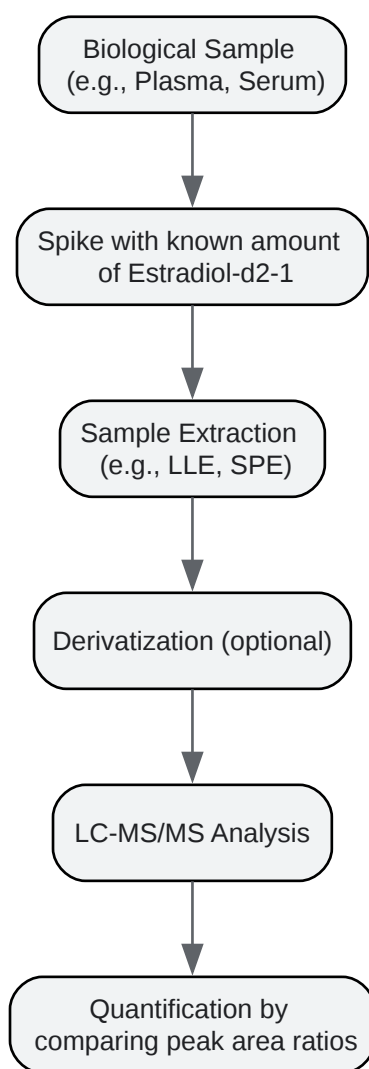 Biological Sample
(e.g., Plasma, Serum)
Spike with known amount
of Estradiol-d2-1
Sample Extraction
(e.g., LLE, SPE)
Derivatization (optional)
LC-MS/MS Analysis
Quantification by
comparing peak area ratios